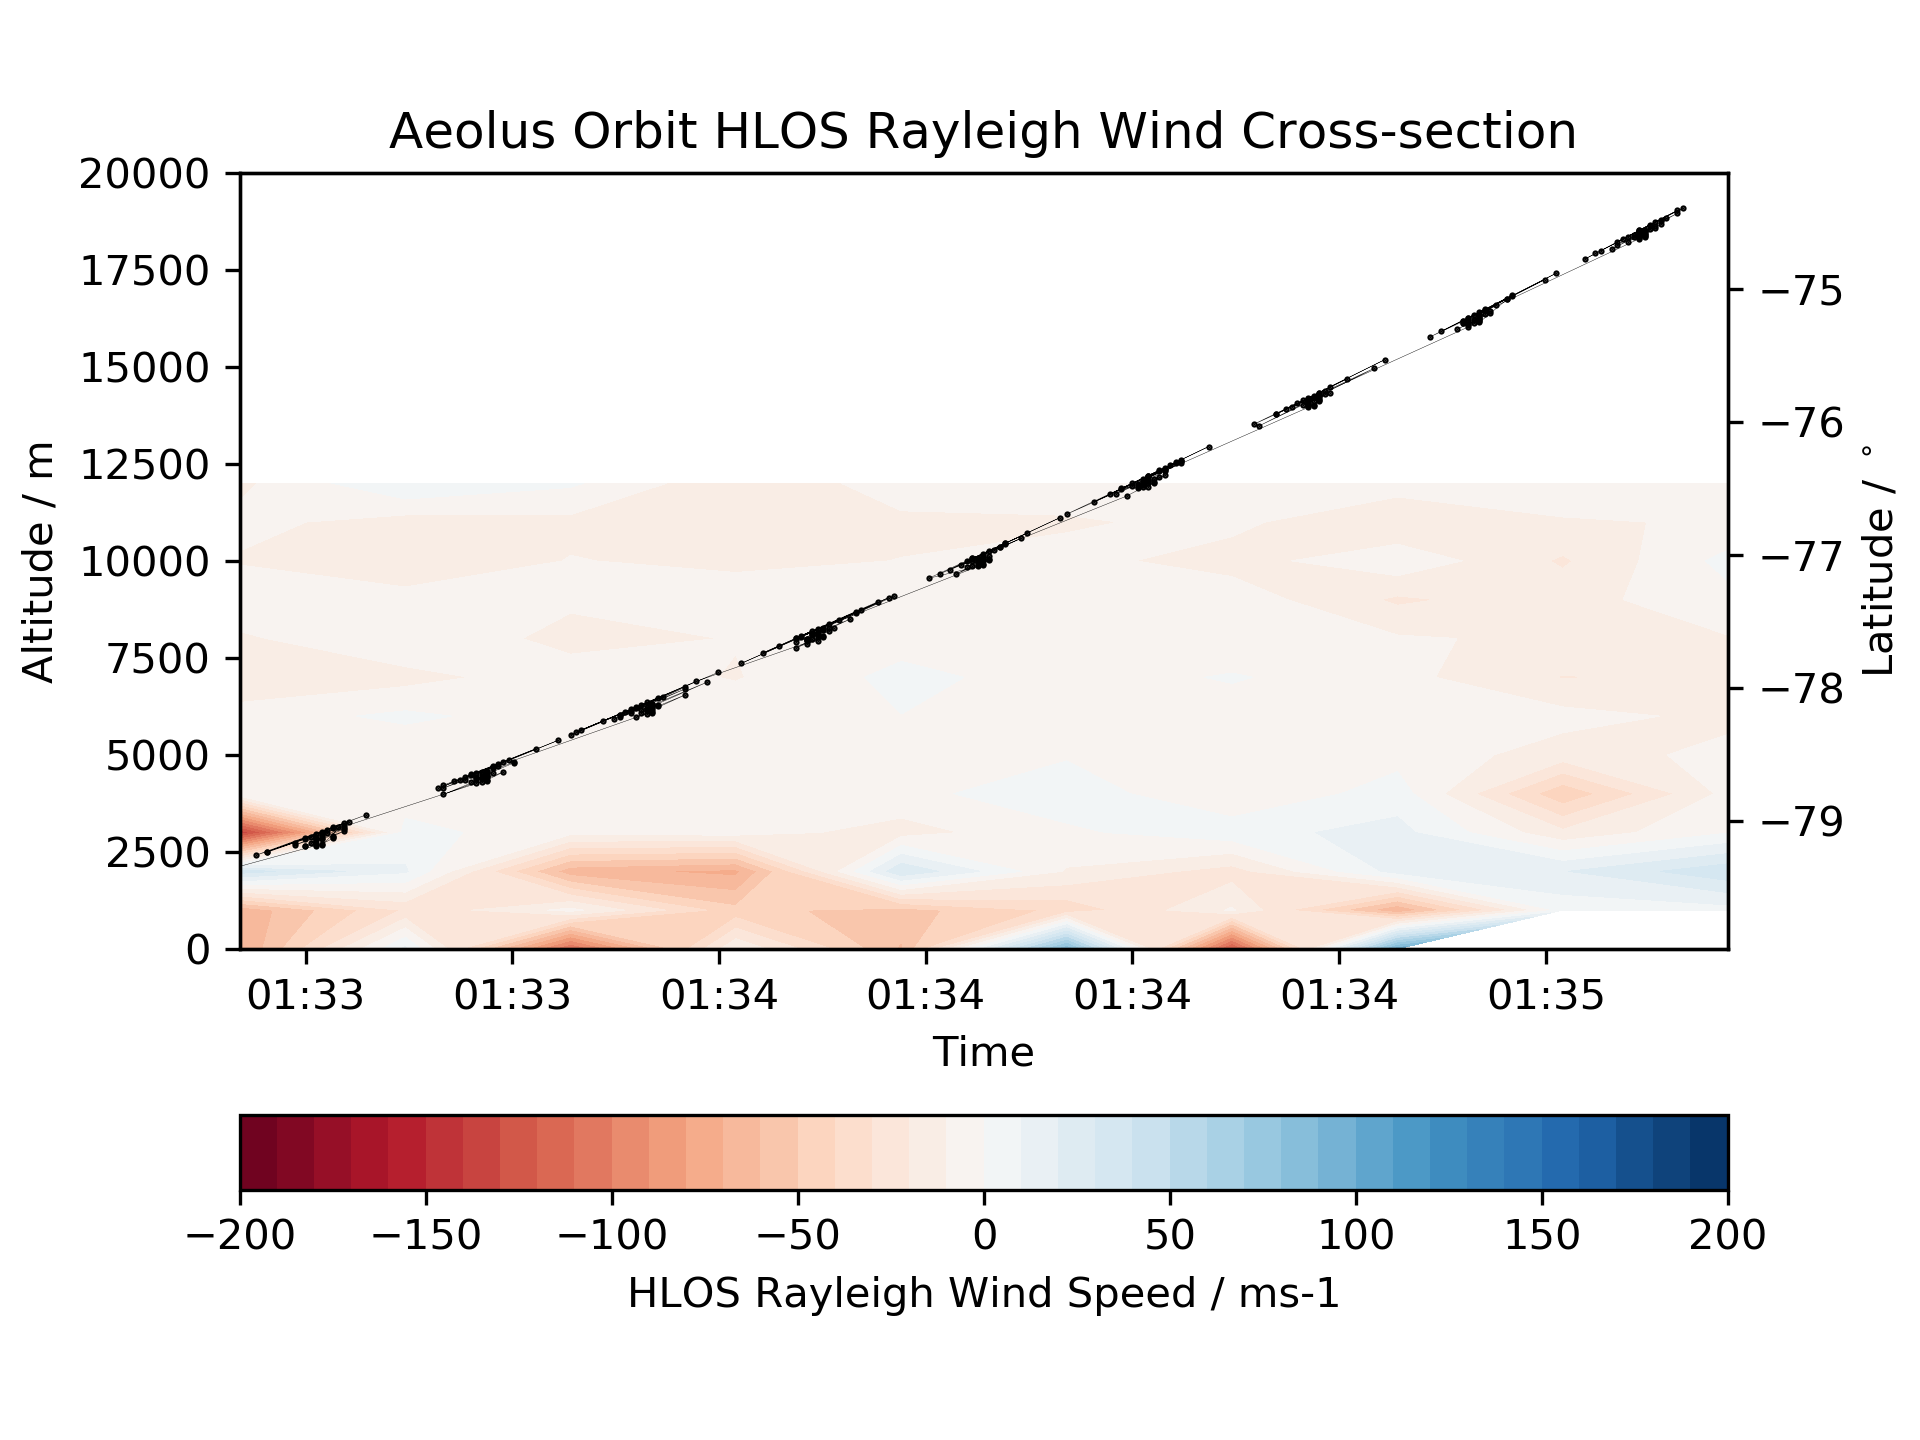 Aeolus Orbit HLOS Rayleigh Wind Cross-section
20000
17500
15000
12500
10000
7500
5000
2500
0
Altitude / m
−75
−76
−77
−78
−79
Latitude / °
01:33 01:33 01:34 01:34 01:34 01:34 01:35
Time
−200 −150 −100 −50 0 50 100 150 200
HLOS Rayleigh Wind Speed / ms-1